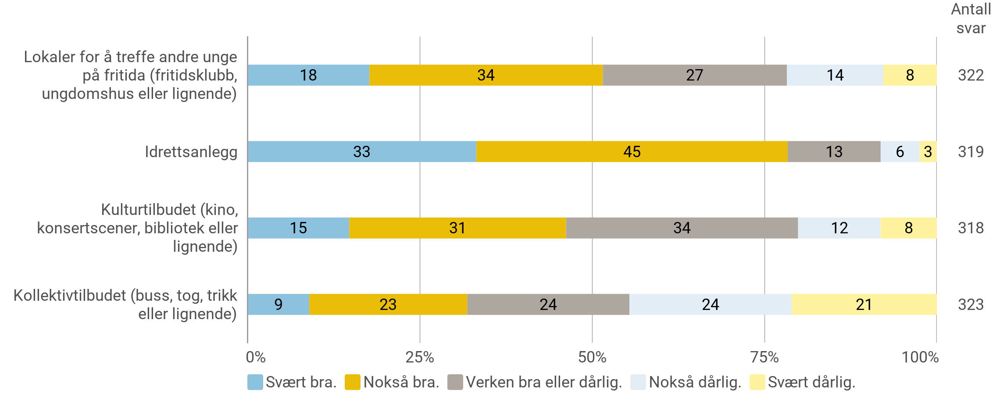 Antall
svar
Lokaler for å treffe andre unge
på fritida (fritidsklubb,
ungdomshus eller lignende)
18 34 27 14 8 322
Idrettsanlegg
33 45 13 6 3 319
Kulturtilbudet (kino,
konsertscener, bibliotek eller
lignende)
15 31 34 12 8 318
Kollektivtilbudet (buss, tog, trikk
eller lignende)
9 23 24 24 21 323
0% 25% 50% 75% 100%
Svært bra. Nokså bra. Verken bra eller dårlig. Nokså dårlig. Svært dårlig.